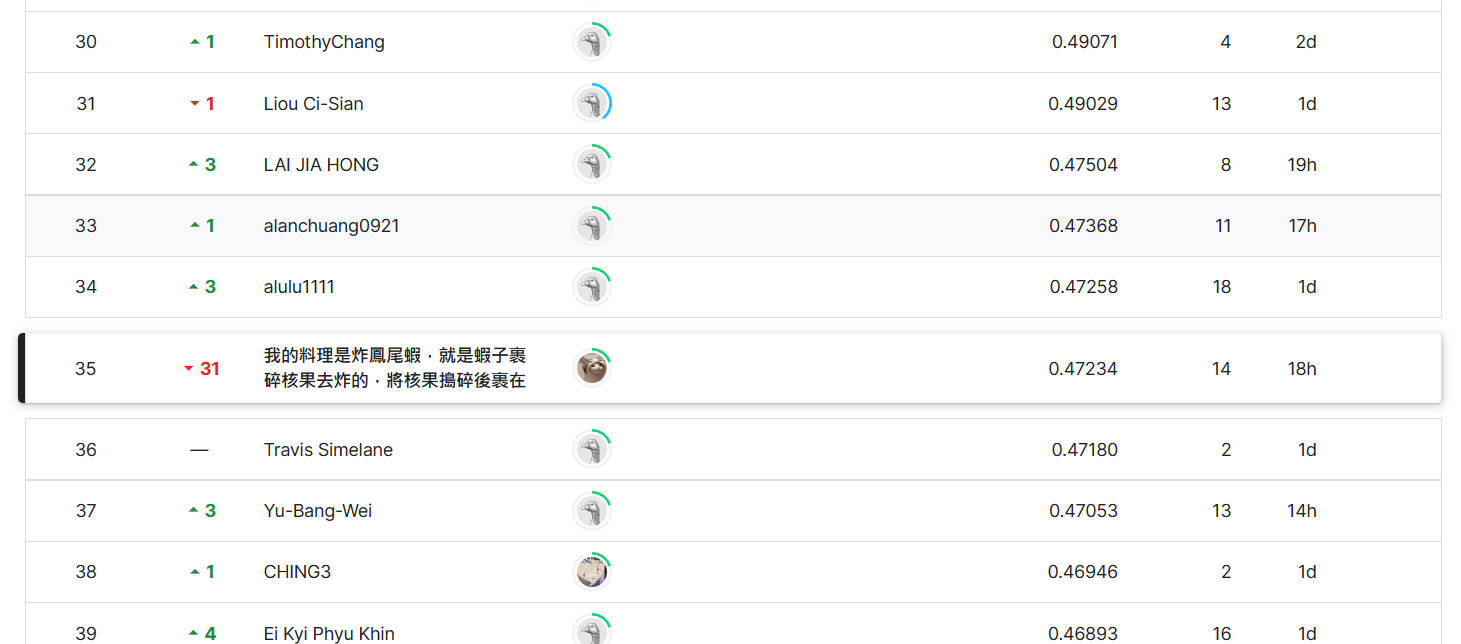 30 1 TimothyChang 0.49071 4 2d
31 1 Liou Ci-Sian 0.49029 13 1d
32 3 LAI JIA HONG 0.47504 8 19h
33 1 alanchuang0921 0.47368 11 17h
34 3 alulu1111 0.47258 18 1d
35 31 我的料理是炸鳳尾蝦,就是蝦子裹
碎核果去炸的,將核果搗碎後裹在 0.47234 14 18h
36 — Travis Simelane 0.47180 2 1d
37 3 Yu-Bang-Wei 0.47053 13 14h
38 1 CHING3 0.46946 2 1d
39 4 Ei Kyi Phyu Khin 0.46893 16 1d